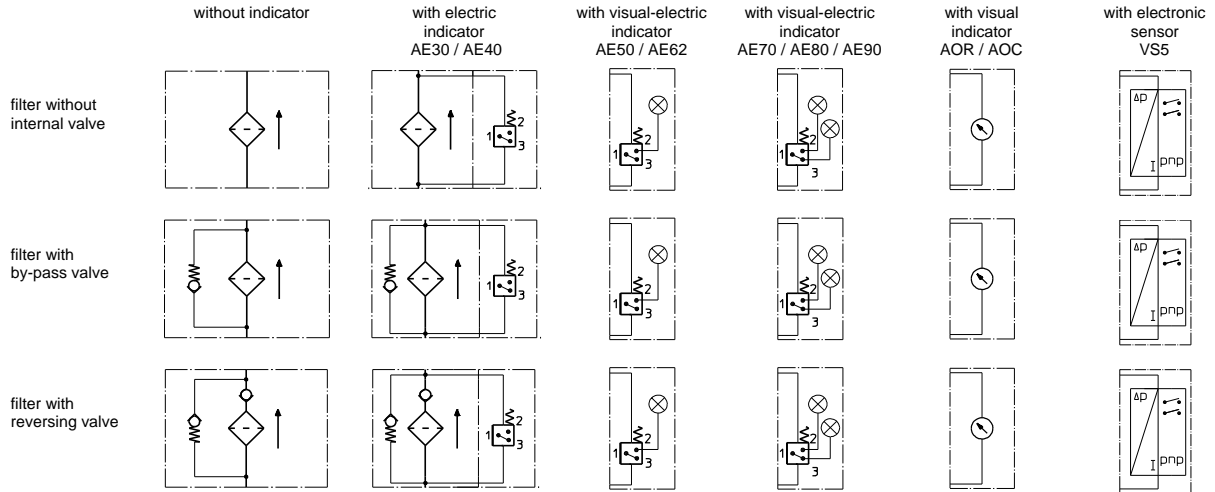 without indicator
with electric
indicator
AE30 / AE40
with visual-electric
indicator
AE50 / AE62
with visual-electric
indicator
AE70 / AE80 / AE90
with visual
indicator
AOR / AOC
with electronic
sensor
VS5
filter without
internal valve
1 2 3
1 2 3
1 2 3
Δp
I pnp
filter with
by-pass valve
1 2 3
1 2 3
1 2 3
Δp
I pnp
filter with
reversing valve
1 2 3
1 2 3
1 2 3
Δp
I pnp